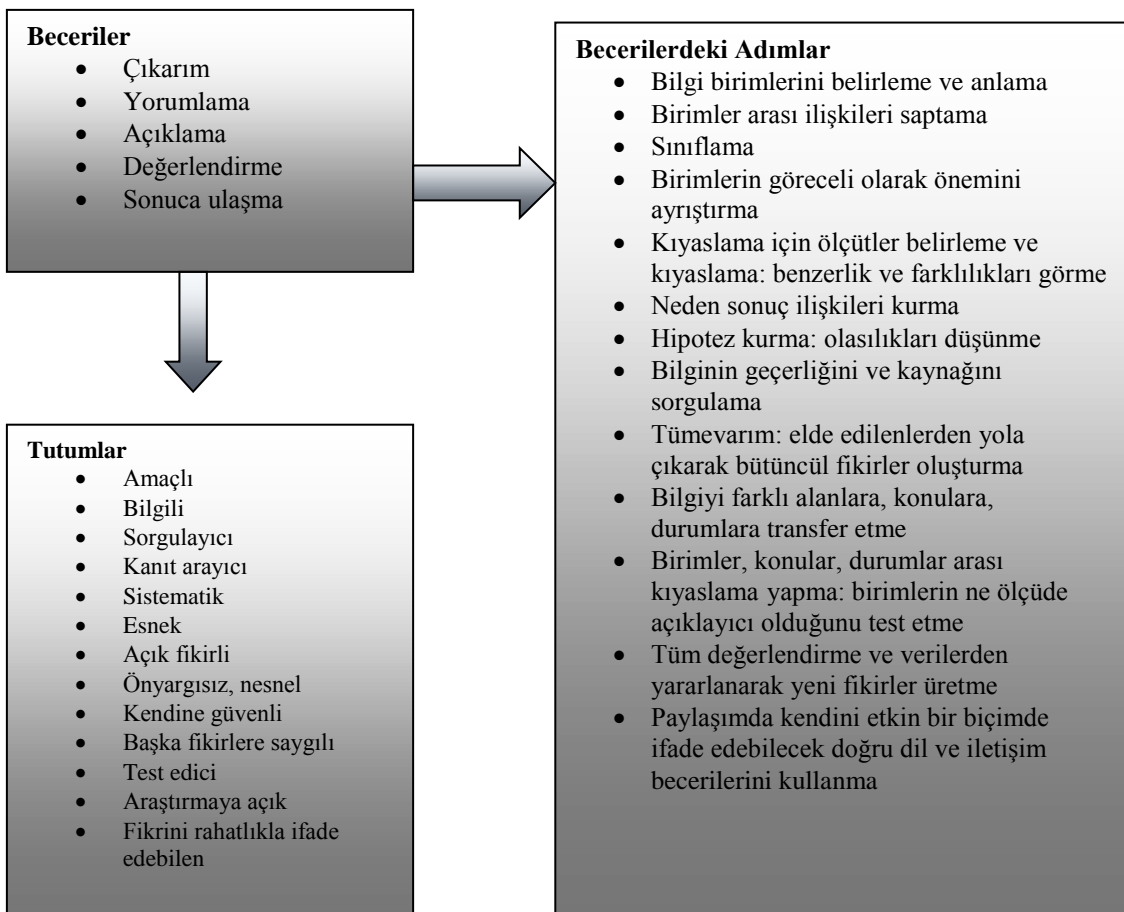 Beceriler
• Çıkarım
• Yorumlama
• Açıklama
• Değerlendirme
• Sonuca ulaşma
Becerilerdeki Adımlar
• Bilgi birimlerini belirleme ve anlama
• Birimler arası ilişkileri saptama
• Sınıflama
• Birimlerin göreceli olarak önemini
ayrıştırma
• Kıyaslama için ölçütler belirleme ve
kıyaslama: benzerlik ve farklılıkları görme
• Neden sonuç ilişkileri kurma
• Hipotez kurma: olasılıkları düşünme
• Bilginin geçerliğini ve kaynağını
sorgulama
• Tümevarım: elde edilenlerden yola
çıkarak bütüncül fikirler oluşturma
• Bilgiyi farklı alanlara, konulara,
durumlara transfer etme
• Birimler, konular, durumlar arası
kıyaslama yapma: birimlerin ne ölçüde
açıklayıcı olduğunu test etme
• Tüm değerlendirme ve verilerden
yararlanarak yeni fikirler üretme
• Paylaşımda kendini etkin bir biçimde
ifade edebilecek doğru dil ve iletişim
becerilerini kullanma
Tutumlar
• Amaçlı
• Bilgili
• Sorgulayıcı
• Kanıt arayıcı
• Sistematik
• Esnek
• Açık fikirli
• Önyargısız, nesnel
• Kendine güvenli
• Başka fikirlere saygılı
• Test edici
• Araştırmaya açık
• Fikrini rahatlıkla ifade
edebilen